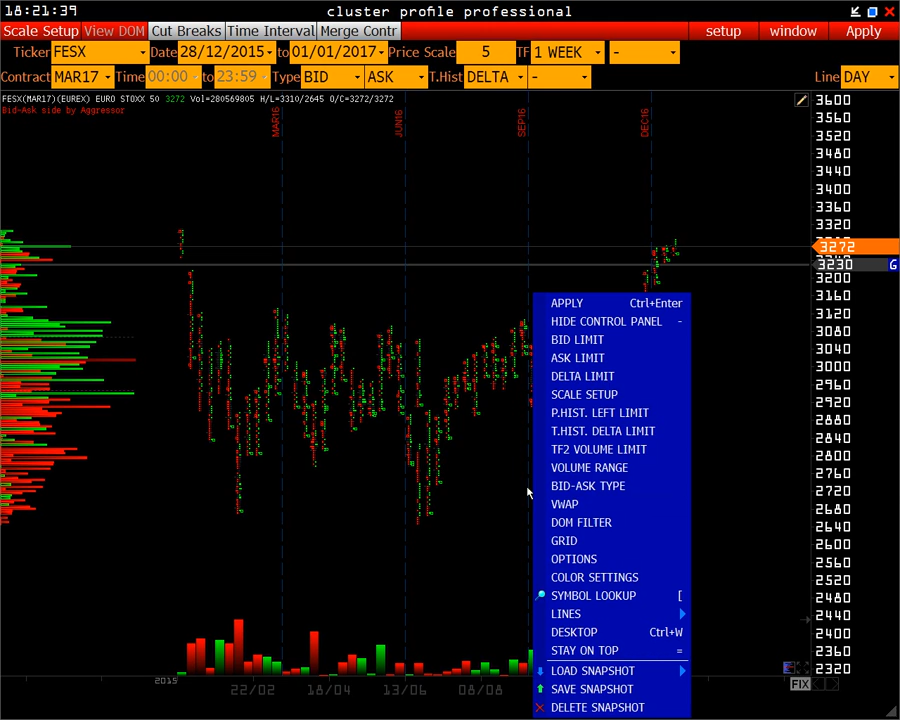 18:21:39 cluster profile professional
Scale Setup View DOM Cut Breaks Time Interval Merge Contr setup window Apply
Ticker FESX Date 28/12/2015 to 01/01/2017 Price Scale 5 TF 1 WEEK -
Contract MAR17 Time 00:00 to 23:59 Type BID ASK T.Hist DELTA - Line DAY
FESX(MAR17)(EUREX) EURO STOXX 50 3272 Vol=280569805 H/L=3310/2645 O/C=3272/3272
Bid-Ask side by Aggressor
MAR16
JUN16
SEP16
DEC16
3600
3560
3520
3480
3440
3400
3360
3320
3272
3230 G
3200
3160
3120
3080
3040
3000
2960
2920
2880
2840
2800
2760
2720
2680
2640
2600
2560
2520
2480
2440
2400
2360
2320
APPLY Ctrl+Enter
HIDE CONTROL PANEL -
BID LIMIT
ASK LIMIT
DELTA LIMIT
SCALE SETUP
P.HIST. LEFT LIMIT
T.HIST. DELTA LIMIT
TF2 VOLUME LIMIT
VOLUME RANGE
BID-ASK TYPE
VWAP
DOM FILTER
GRID
OPTIONS
COLOR SETTINGS
SYMBOL LOOKUP [
LINES
DESKTOP Ctrl+W
STAY ON TOP =
LOAD SNAPSHOT
SAVE SNAPSHOT
DELETE SNAPSHOT
2015
22/02 18/04 13/06 08/08
FIX